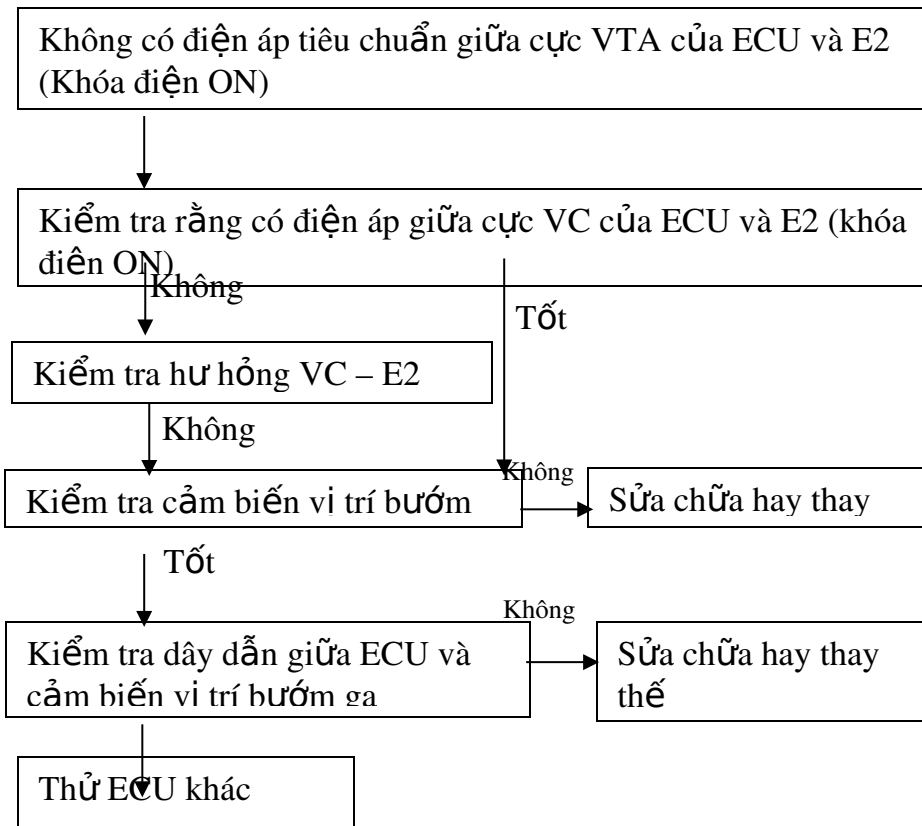 Không có điện áp tiêu chuẩn giữa cực VTA của ECU và E2
(Khóa điện ON)
Kiểm tra rằng có điện áp giữa cực VC của ECU và E2 (khóa
điên ON)
Không
Tốt
Kiểm tra hư hỏng VC – E2
Không
Kiểm tra cảm biến vị trí bướm
Không
Sửa chữa hay thay
Tốt
Không
Kiểm tra dây dẫn giữa ECU và
cảm biến vị trí bướm ga
Sửa chữa hay thay
thế
Thử ECU khác